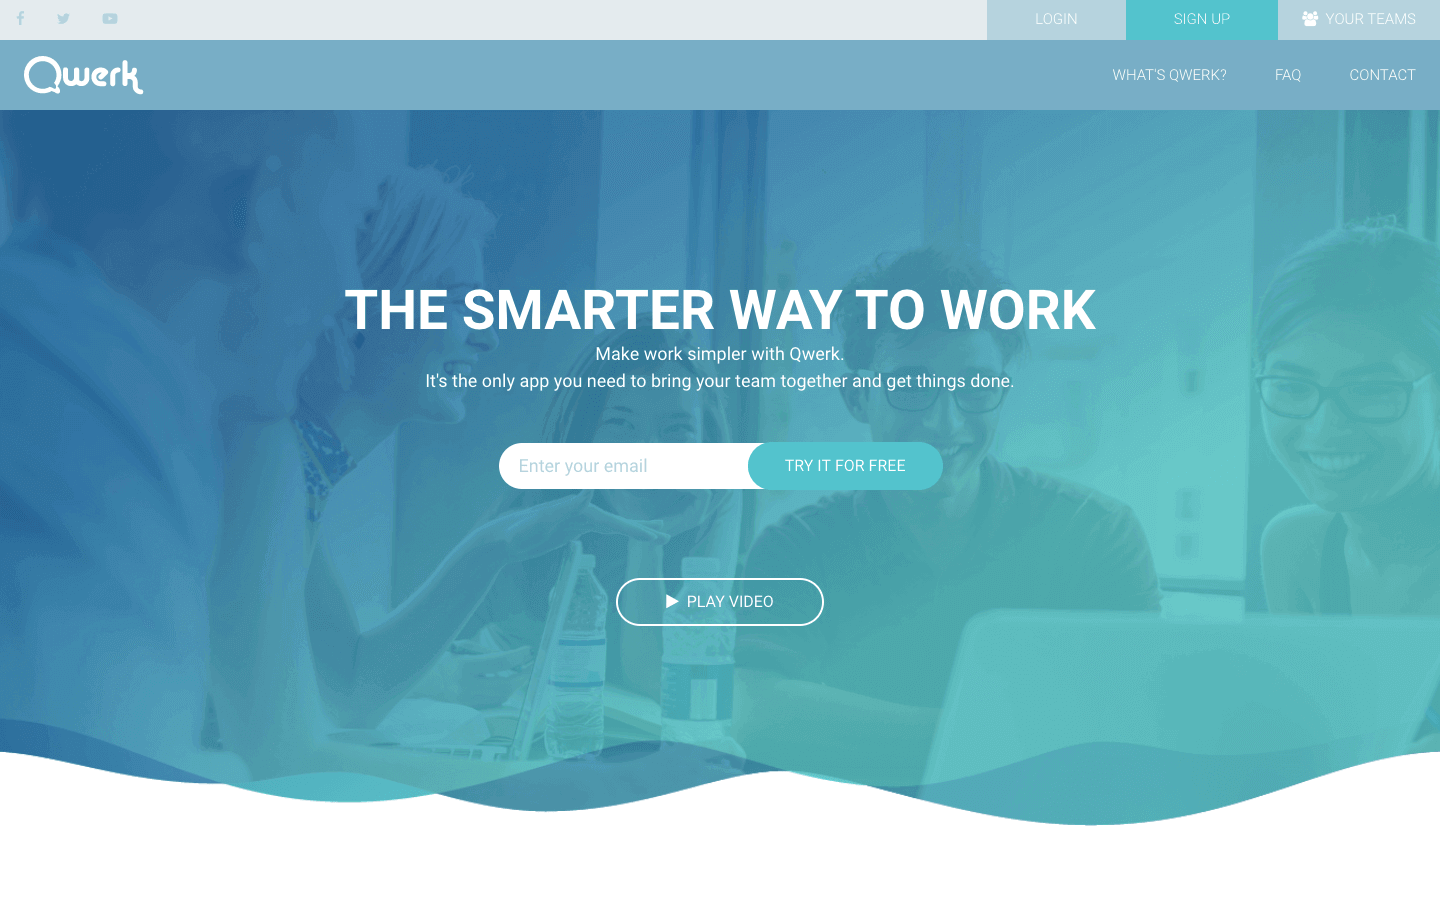 LOGIN
SIGN UP
YOUR TEAMS
Qwerk
WHAT'S QWERK?
FAQ
CONTACT
THE SMARTER WAY TO WORK
Make work simpler with Qwerk.
It's the only app you need to bring your team together and get things done.
Enter your email
TRY IT FOR FREE
PLAY VIDEO